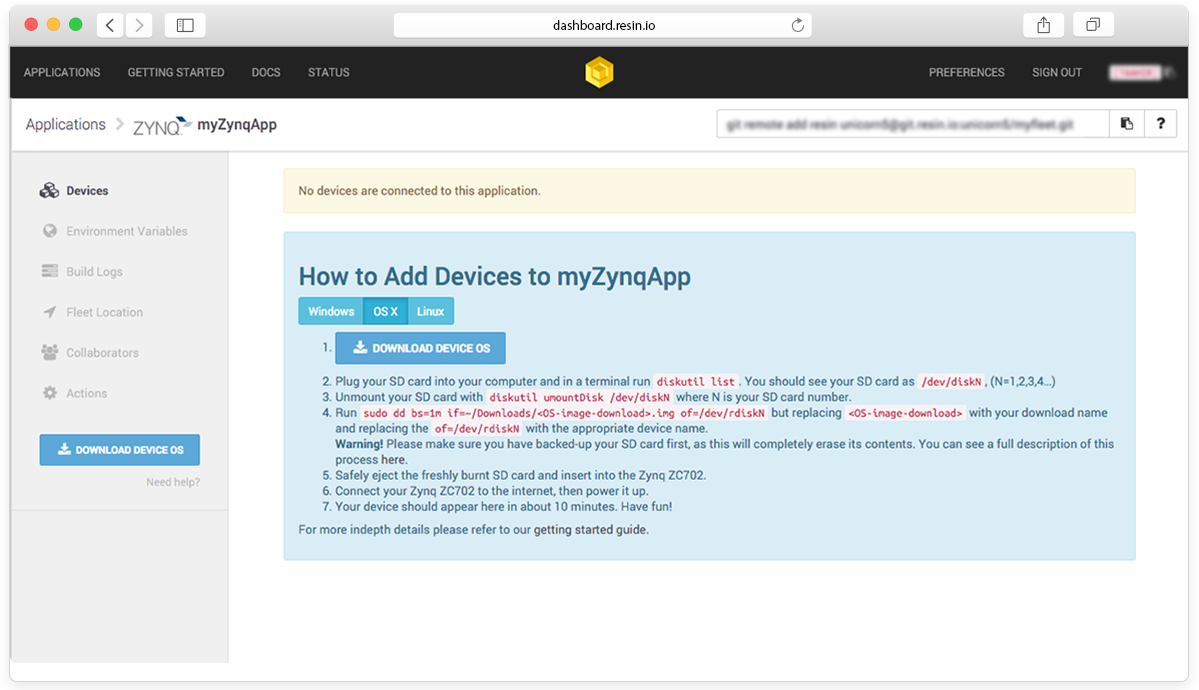 dashboard.resin.io
APPLICATIONS GETTING STARTED DOCS STATUS PREFERENCES SIGN OUT
Applications ZYNQ myZynqApp git remote add resin unicorn5@git.resin.io:unicorn5/myfleet.git ?
Devices
Environment Variables
Build Logs
Fleet Location
Collaborators
Actions
DOWNLOAD DEVICE OS
Need help?
No devices are connected to this application.
How to Add Devices to myZynqApp
Windows OS X Linux
1. DOWNLOAD DEVICE OS
2. Plug your SD card into your computer and in a terminal run diskutil list. You should see your SD card as /dev/diskN, (N=1,2,3,4...)
3. Unmount your SD card with diskutil umountDisk /dev/diskN where N is your SD card number.
4. Run sudo dd bs=1m if=~/Downloads/<OS-image-download>.img of=/dev/rdiskN but replacing <OS-image-download> with your download name
and replacing the of=/dev/rdiskN with the appropriate device name.
Warning! Please make sure you have backed-up your SD card first, as this will completely erase its contents. You can see a full description of this
process here.
5. Safely eject the freshly burnt SD card and insert into the Zynq ZC702.
6. Connect your Zynq ZC702 to the internet, then power it up.
7. Your device should appear here in about 10 minutes. Have fun!
For more indepth details please refer to our getting started guide.